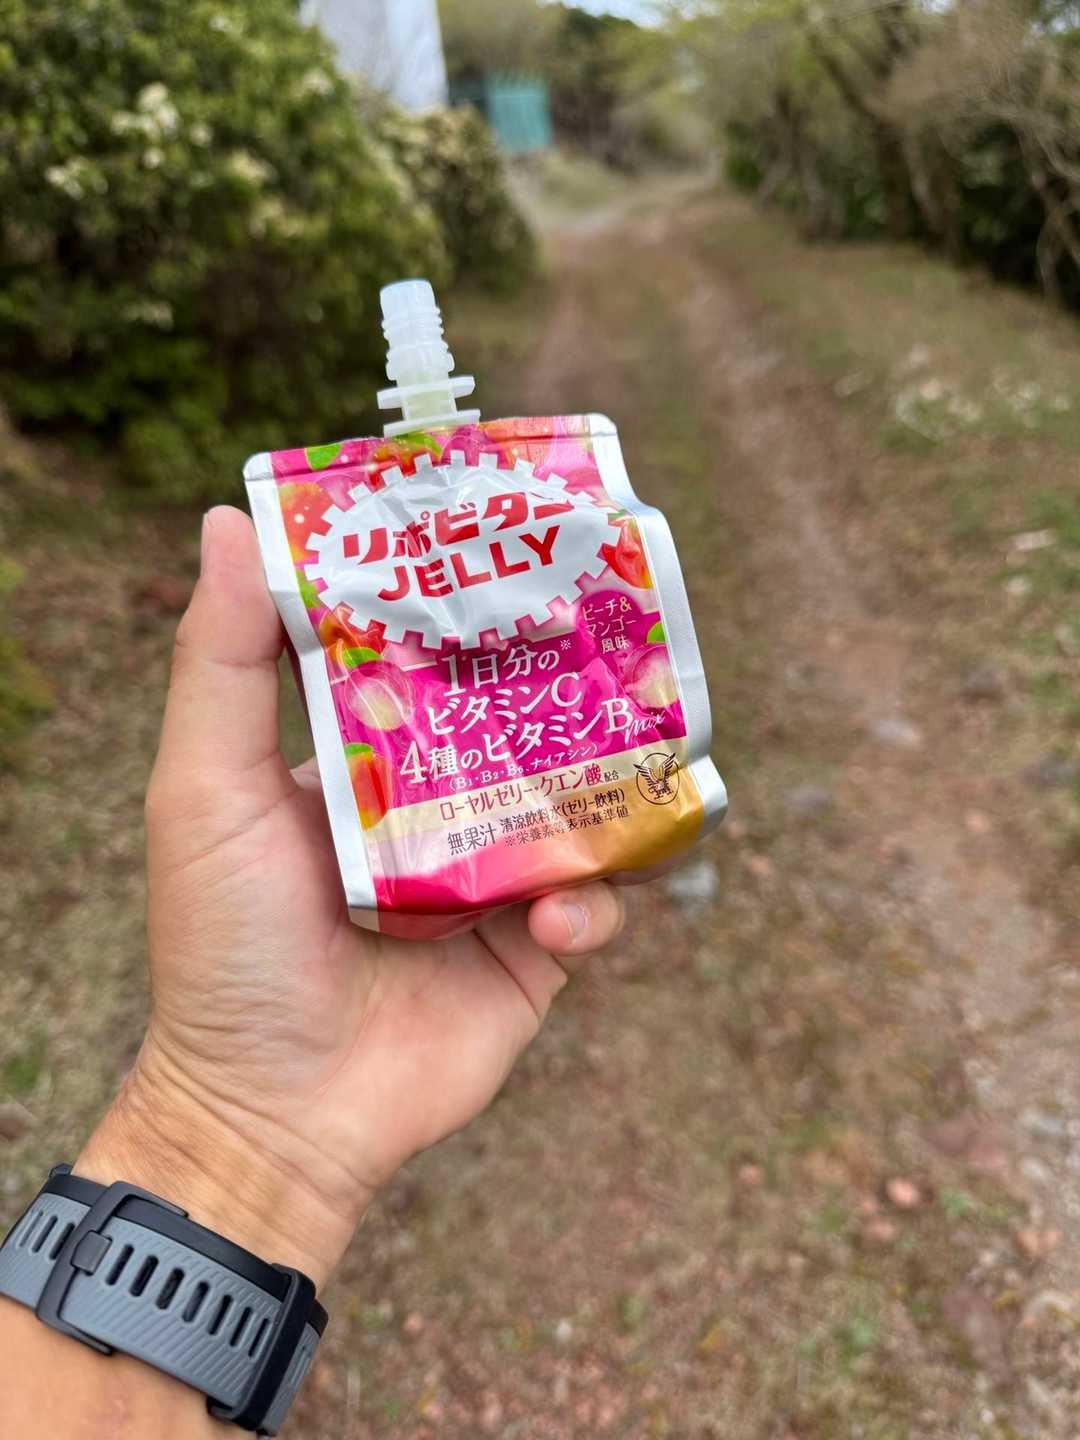 リポビタン
JELLY
ピーチ&
マンゴー
風味
1日分の※
ビタミンC
4種のビタミンB mix
(B1・B2・B6、ナイアシン)
ローヤルゼリー・クエン酸配合
無果汁 清涼飲料水(ゼリー飲料)
※栄養素等表示基準値